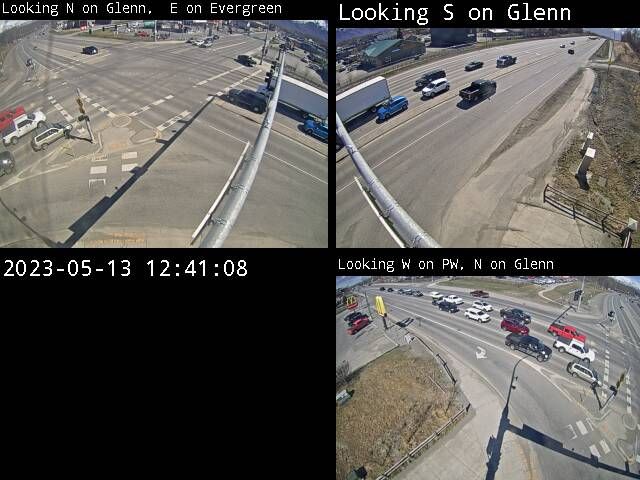 Looking N on Glenn,  E on Evergreen
Looking S on Glenn
2023-05-13 12:41:08
Looking W on PW, N on Glenn